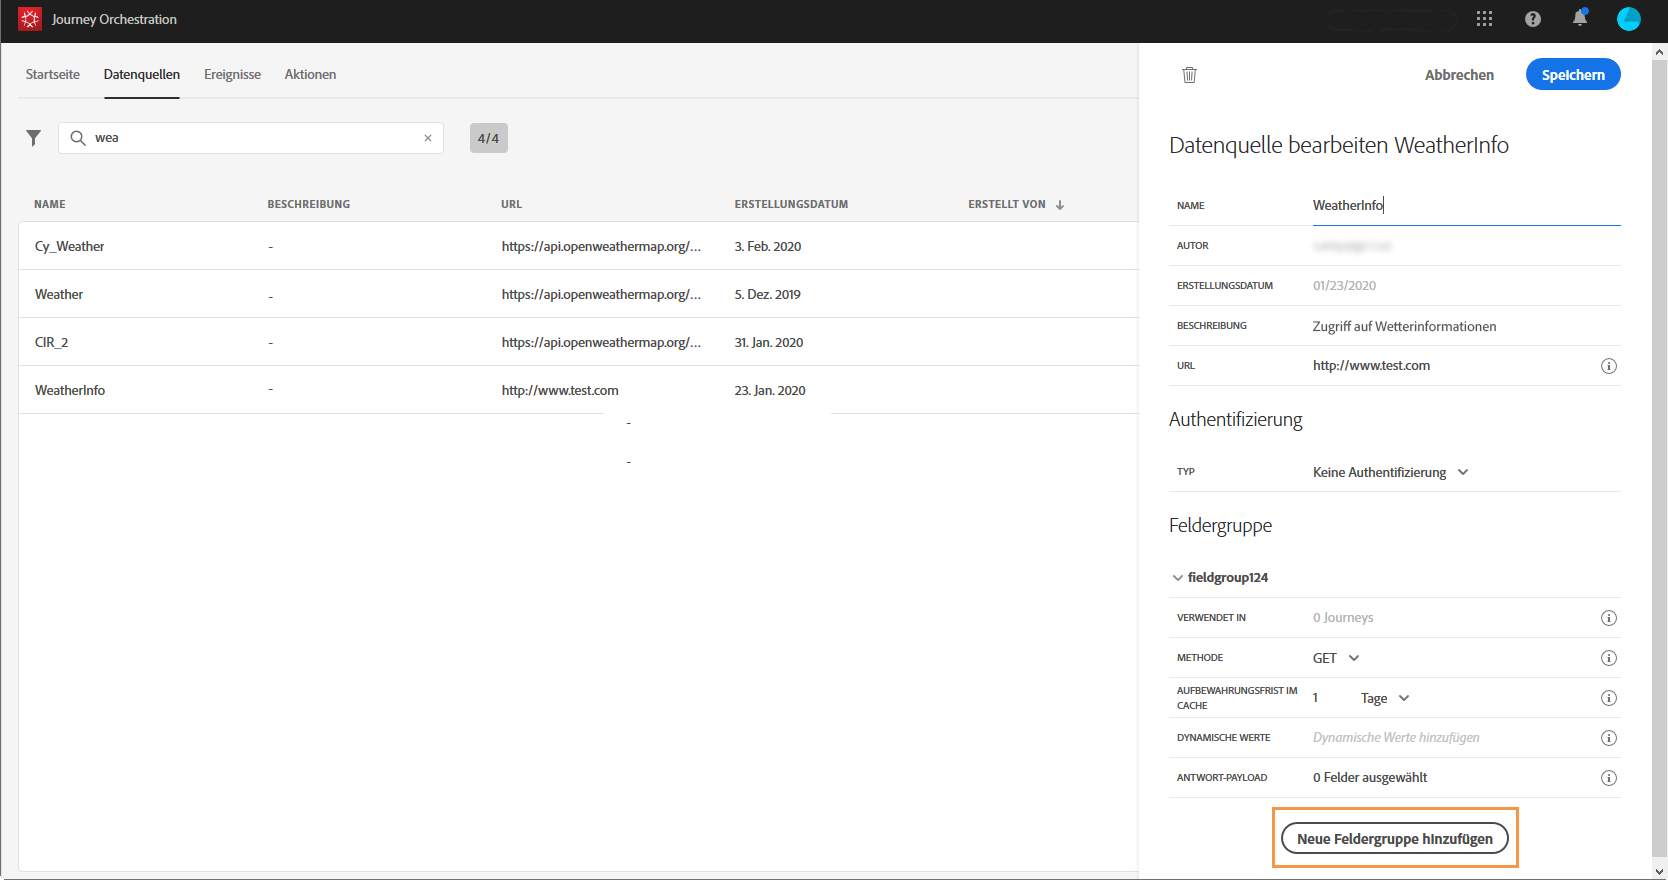 Journey Orchestration
Startseite Datenquellen Ereignisse Aktionen
wea
4/4
NAME BESCHREIBUNG URL ERSTELLUNGSDATUM ERSTELLT VON
Cy_Weather - https://api.openweathermap.org/... 3. Feb. 2020
Weather - https://api.openweathermap.org/... 5. Dez. 2019
CIR_2 - https://api.openweathermap.org/... 31. Jan. 2020
WeatherInfo - http://www.test.com 23. Jan. 2020
-
-
Abbrechen Speichern
Datenquelle bearbeiten WeatherInfo
NAME WeatherInfo
AUTOR
ERSTELLUNGSDATUM 01/23/2020
BESCHREIBUNG Zugriff auf Wetterinformationen
URL http://www.test.com
Authentifizierung
TYP Keine Authentifizierung
Feldergruppe
fieldgroup124
VERWENDET IN 0 Journeys
METHODE GET
AUFBEWAHRUNGSFRIST IM
CACHE 1 Tage
DYNAMISCHE WERTE Dynamische Werte hinzufügen
ANTWORT-PAYLOAD 0 Felder ausgewählt
Neue Feldergruppe hinzufügen